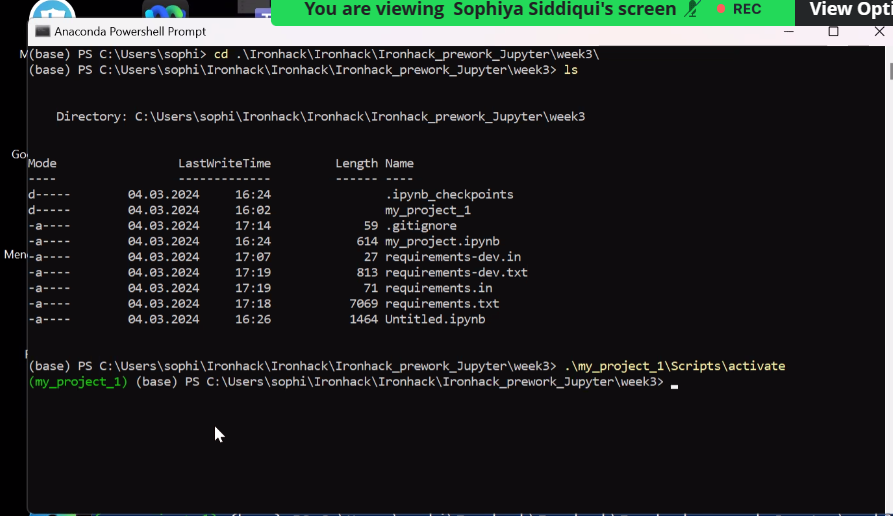 You are viewing Sophiya Siddiqui's screen REC View Opti
Anaconda Powershell Prompt
(base) PS C:\Users\sophi> cd .\Ironhack\Ironhack\Ironhack_prework_Jupyter\week3\
(base) PS C:\Users\sophi\Ironhack\Ironhack\Ironhack_prework_Jupyter\week3> ls
Directory: C:\Users\sophi\Ironhack\Ironhack\Ironhack_prework_Jupyter\week3
Mode LastWriteTime Length Name
---- ------------- ------ ----
d----- 04.03.2024 16:24 .ipynb_checkpoints
d----- 04.03.2024 16:02 my_project_1
-a---- 04.03.2024 17:14 59 .gitignore
-a---- 04.03.2024 16:24 614 my_project.ipynb
-a---- 04.03.2024 17:07 27 requirements-dev.in
-a---- 04.03.2024 17:19 813 requirements-dev.txt
-a---- 04.03.2024 17:19 71 requirements.in
-a---- 04.03.2024 17:18 7069 requirements.txt
-a---- 04.03.2024 16:26 1464 Untitled.ipynb
(base) PS C:\Users\sophi\Ironhack\Ironhack\Ironhack_prework_Jupyter\week3> .\my_project_1\Scripts\activate
(my_project_1) (base) PS C:\Users\sophi\Ironhack\Ironhack\Ironhack_prework_Jupyter\week3>